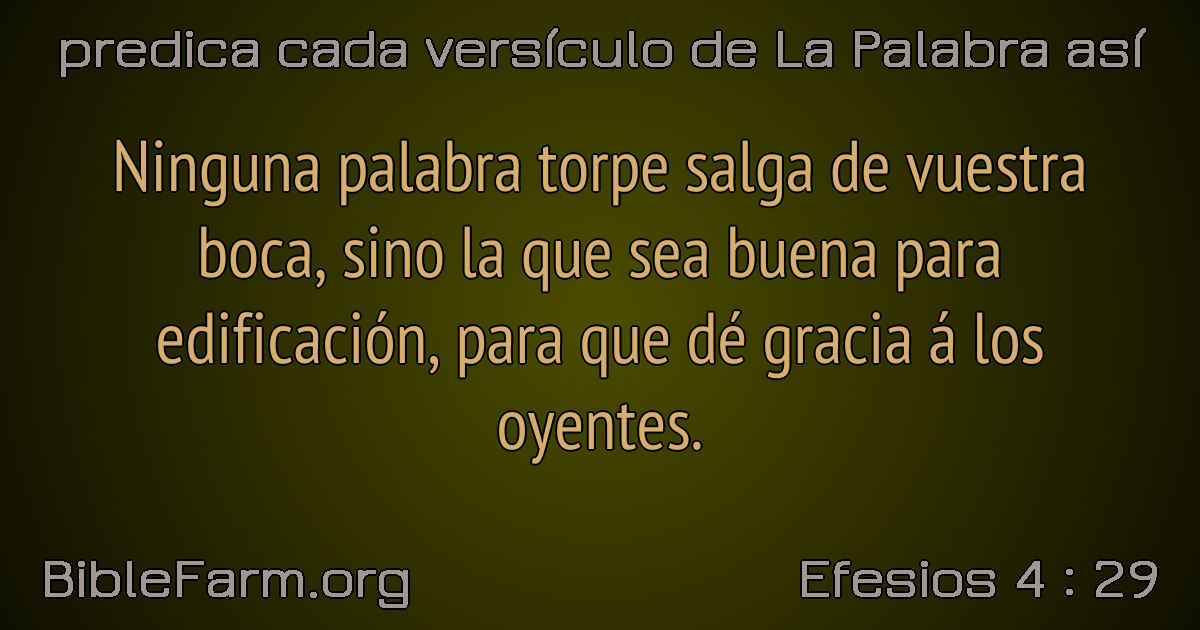 predica cada versículo de La Palabra así
Ninguna palabra torpe salga de vuestra
boca, sino la que sea buena para
edificación, para que dé gracia á los
oyentes.
BibleFarm.org
Efesios 4 : 29